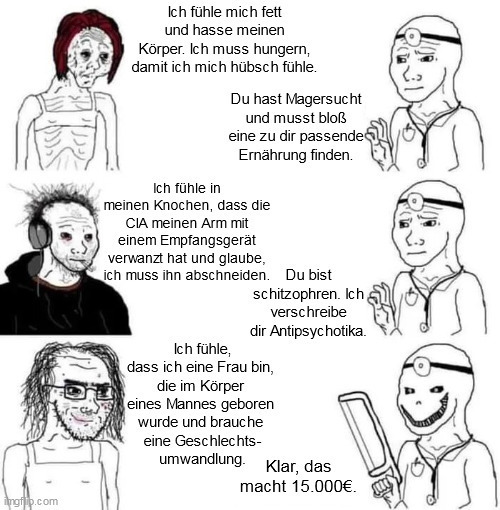 Ich fühle mich fett
und hasse meinen
Körper. Ich muss hungern,
damit ich mich hübsch fühle.
Du hast Magersucht
und musst bloß
eine zu dir passende
Ernährung finden.
Ich fühle in
meinen Knochen, dass die
CIA meinen Arm mit
einem Empfangsgerät
verwanzt hat und glaube,
ich muss ihn abschneiden.
Du bist
schitzophren. Ich
verschreibe
dir Antipsychotika.
Ich fühle,
dass ich eine Frau bin,
die im Körper
eines Mannes geboren
wurde und brauche
eine Geschlechts-
umwandlung.
Klar, das
macht 15.000€.
imgflip.com